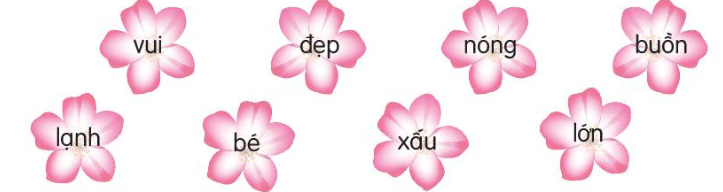 vui đẹp nóng buồn
lạnh bé xấu lớn